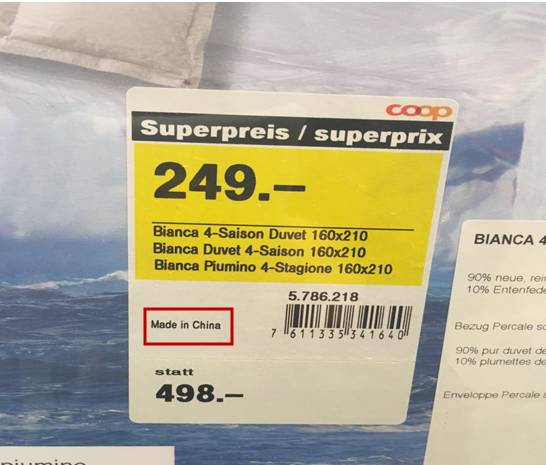 coop
Superpreis / superprix
249.–
Bianca 4-Saison Duvet 160x210
Bianca Duvet 4-Saison 160x210
Bianca Piumino 4-Stagione 160x210
5.786.218
7 611335 341640
Made in China
statt
498.–
BIANCA 4
90% neue, rei
10% Entenfede
Bezug Percale sc
90% pur duvet de
10% plumettes de
Enveloppe Percale s
piumino